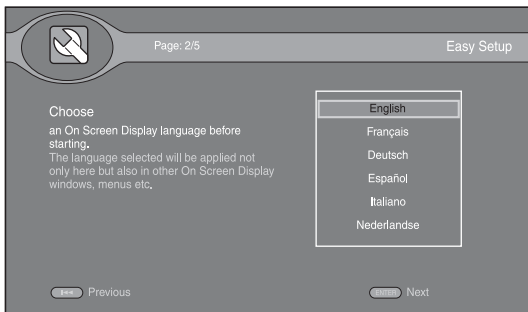 Page: 2/5
Easy Setup
Choose
an On Screen Display language before
starting.
The language selected will be applied not
only here but also in other On Screen Display
windows, menus etc.
English
Français
Deutsch
Español
Italiano
Nederlandse
Previous
ENTER Next